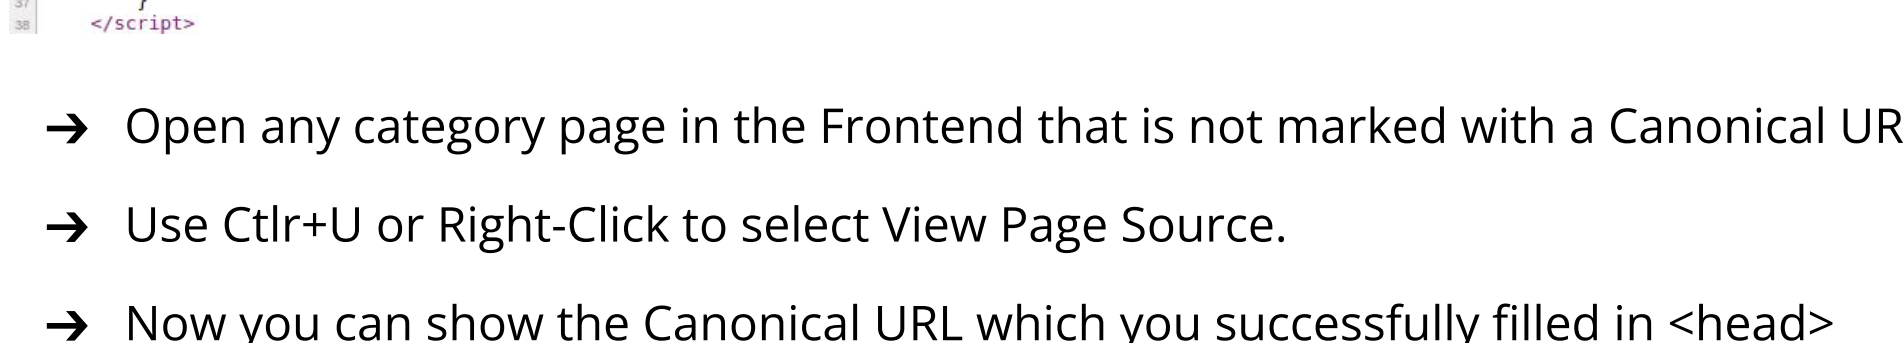 37 }
38 </script>
➔ Open any category page in the Frontend that is not marked with a Canonical UR
➔ Use Ctlr+U or Right-Click to select View Page Source.
➔ Now you can show the Canonical URL which you successfully filled in <head>